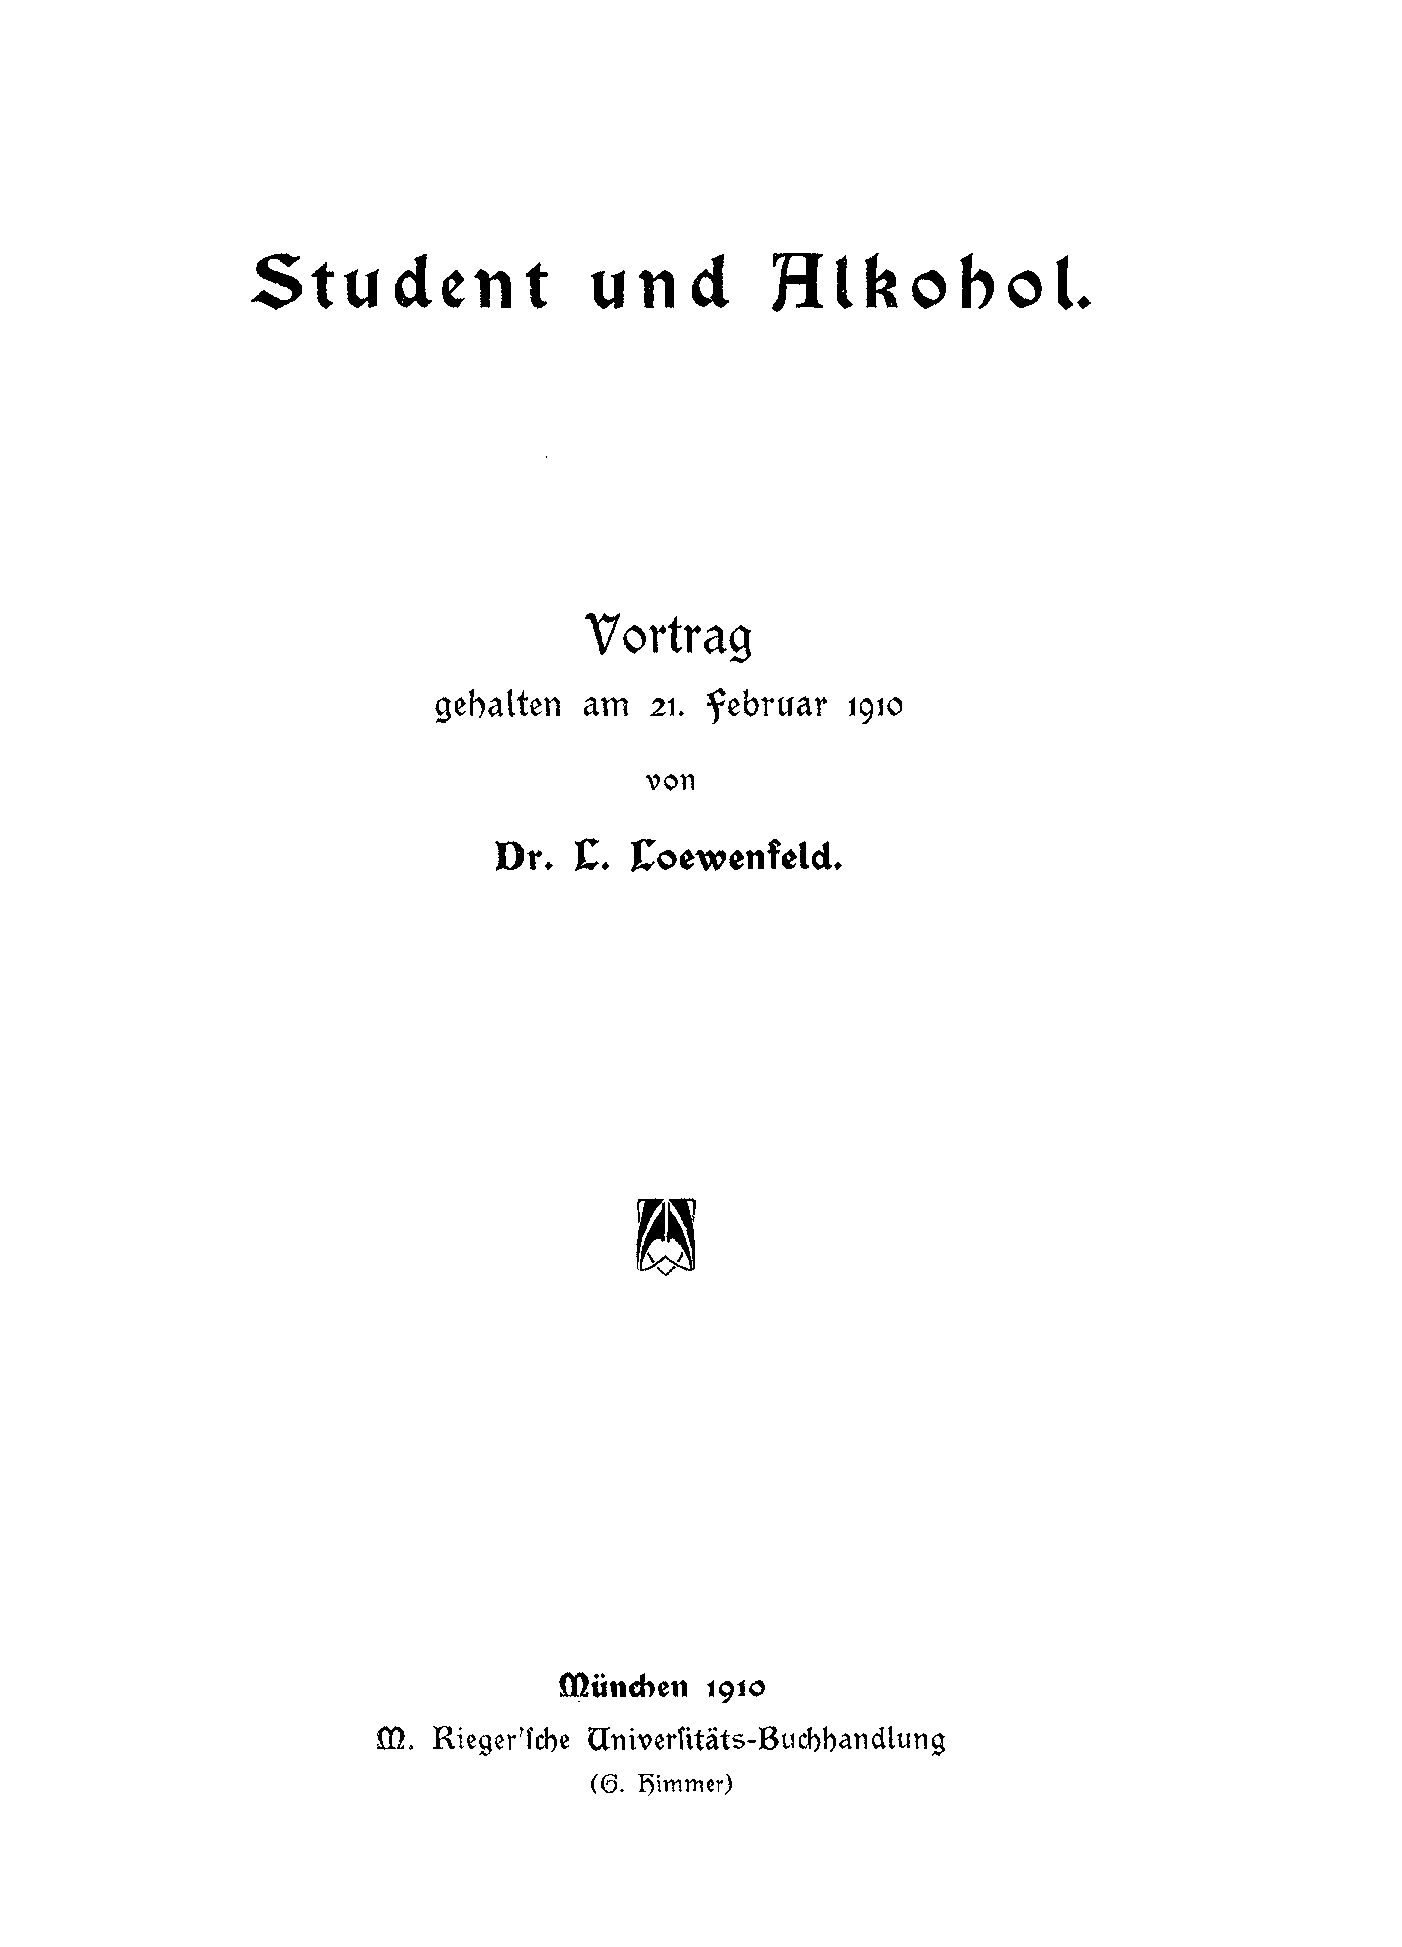 Student und Alkohol.
Vortrag
gehalten am 21. Februar 1910
von
Dr. L. Loewenfeld.
München 1910
M. Rieger'ſche Univerſitäts-Buchhandlung
(G. Himmer)